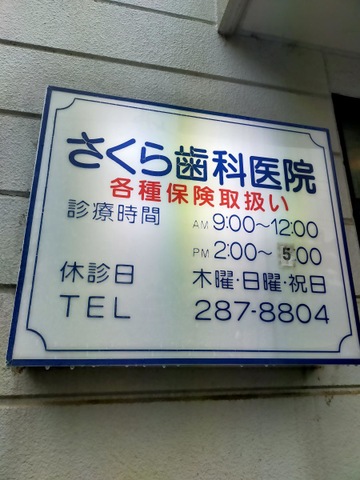 さくら歯科医院
各種保険取扱い
診療時間 AM 9:00～12:00
PM 2:00～5:00
休診日 木曜・日曜・祝日
TEL 287-8804